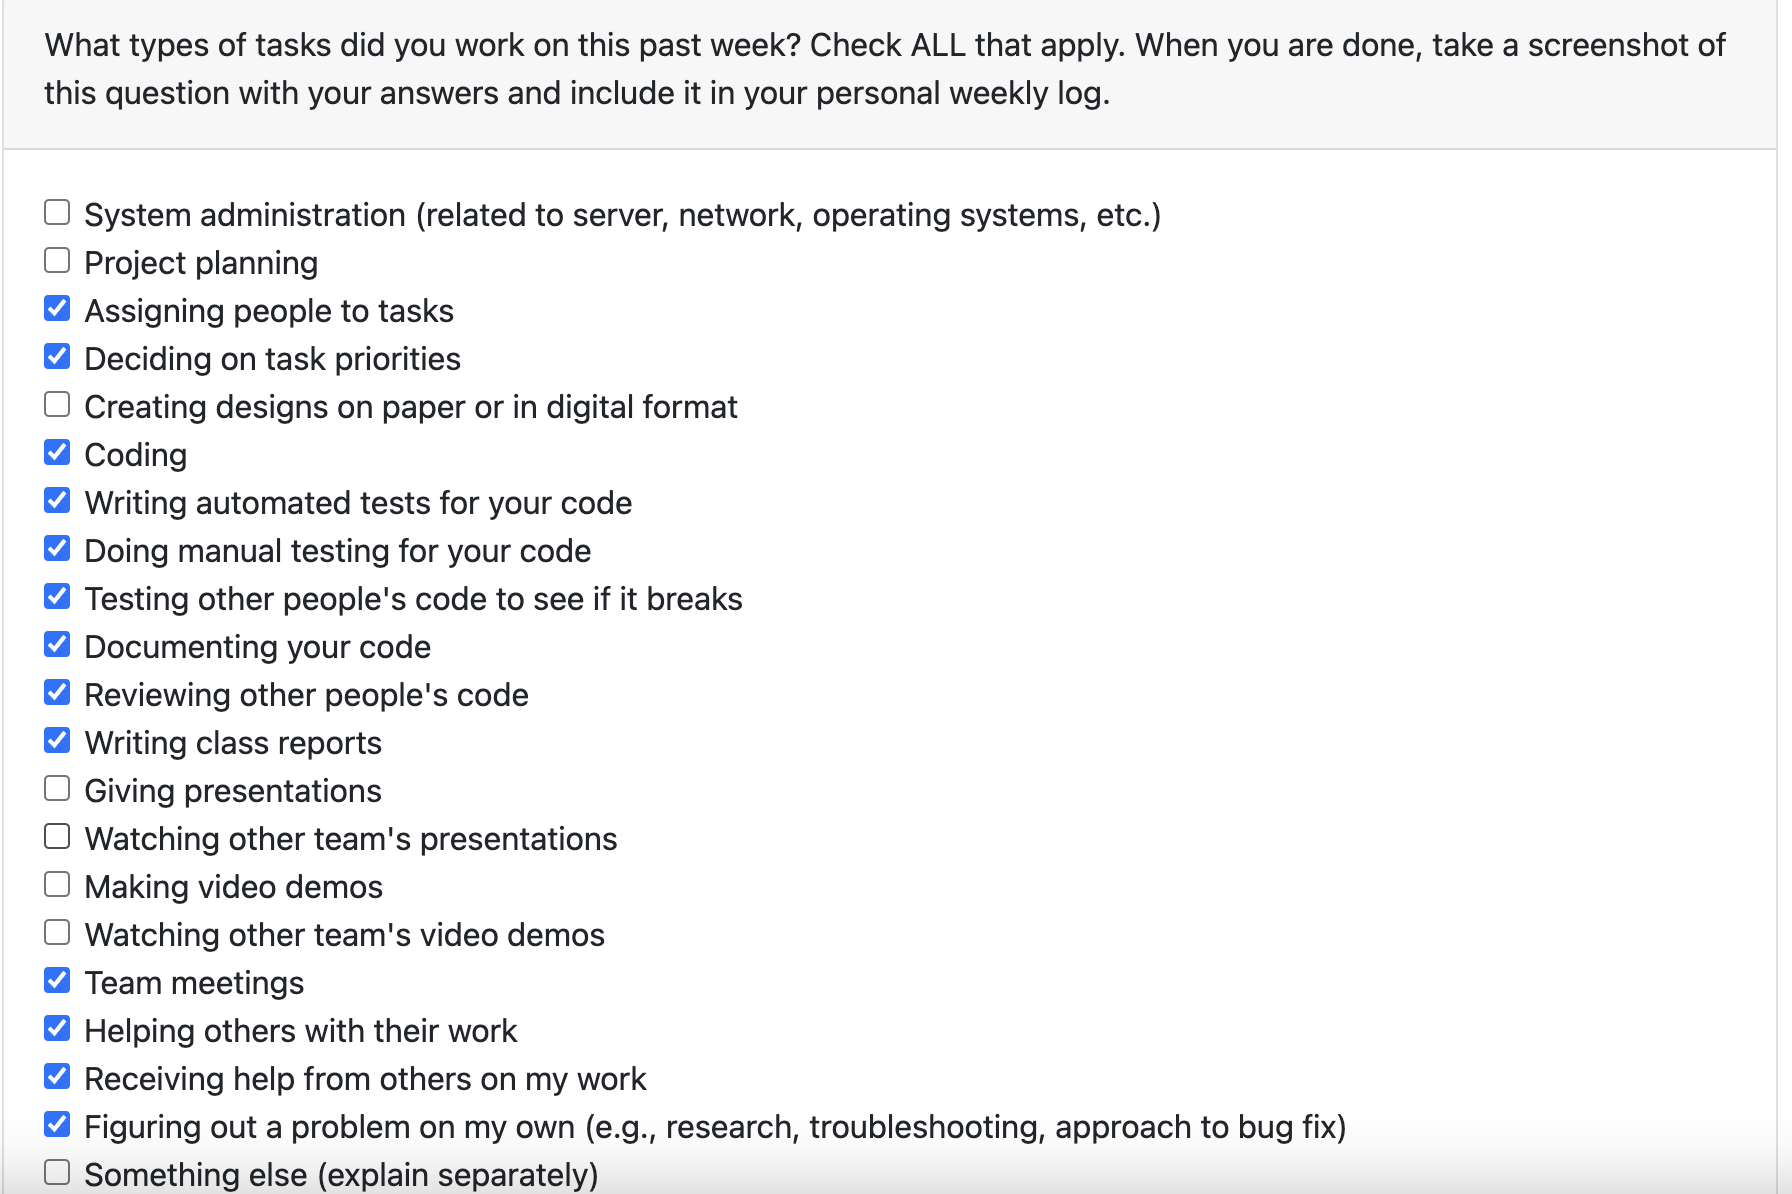 What types of tasks did you work on this past week? Check ALL that apply. When you are done, take a screenshot of
this question with your answers and include it in your personal weekly log.
System administration (related to server, network, operating systems, etc.)
Project planning
Assigning people to tasks
Deciding on task priorities
Creating designs on paper or in digital format
Coding
Writing automated tests for your code
Doing manual testing for your code
Testing other people's code to see if it breaks
Documenting your code
Reviewing other people's code
Writing class reports
Giving presentations
Watching other team's presentations
Making video demos
Watching other team's video demos
Team meetings
Helping others with their work
Receiving help from others on my work
Figuring out a problem on my own (e.g., research, troubleshooting, approach to bug fix)
Something else (explain separately)